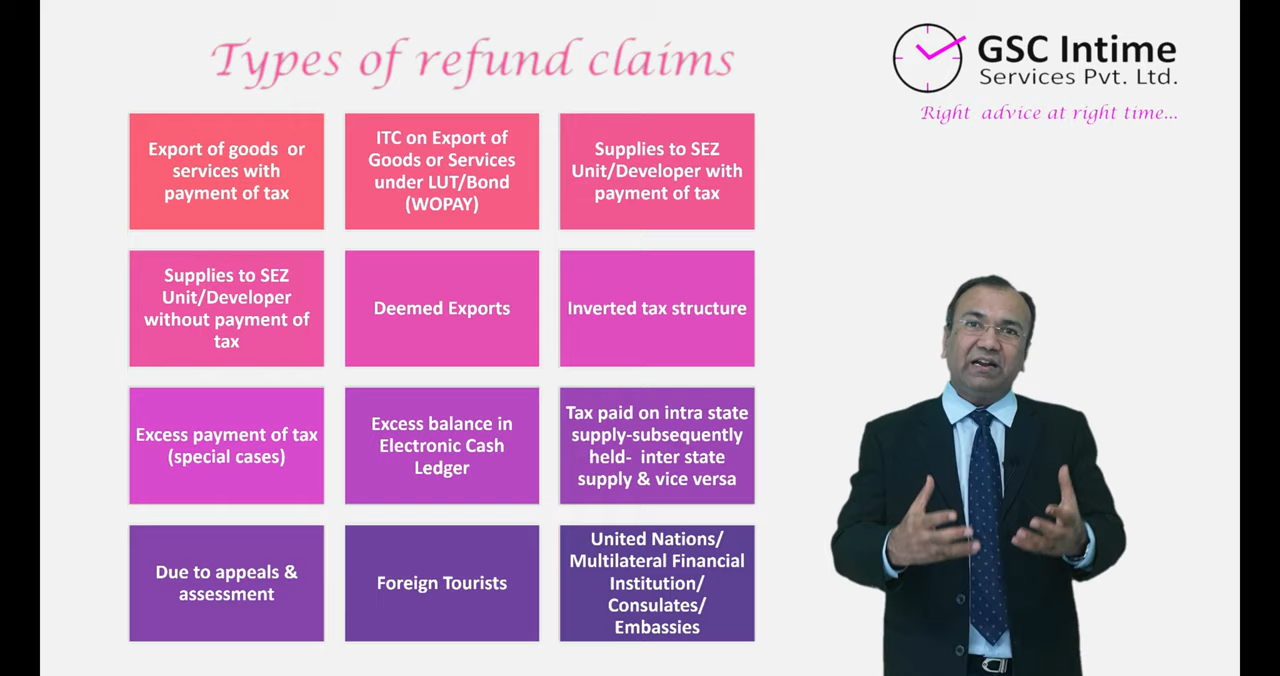 Types of refund claims
GSC Intime
Services Pvt. Ltd.
Right advice at right time...
Export of goods or
services with
payment of tax
ITC on Export of
Goods or Services
under LUT/Bond
(WOPAY)
Supplies to SEZ
Unit/Developer with
payment of tax
Supplies to SEZ
Unit/Developer
without payment of
tax
Deemed Exports
Inverted tax structure
Excess payment of tax
(special cases)
Excess balance in
Electronic Cash
Ledger
Tax paid on intra state
supply-subsequently
held- inter state
supply & vice versa
Due to appeals &
assessment
Foreign Tourists
United Nations/
Multilateral Financial
Institution/
Consulates/
Embassies